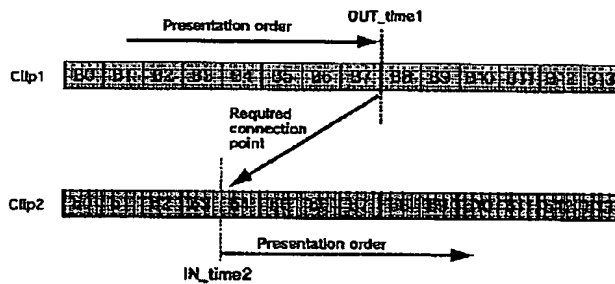 Presentation order
OUT_time1
Clip1
B0 B1 B2 B3 B4 B5 B6 B7 B8 B9 B10 B11 B12 B13
Required
connection
point
Clip2
Presentation order
IN_time2